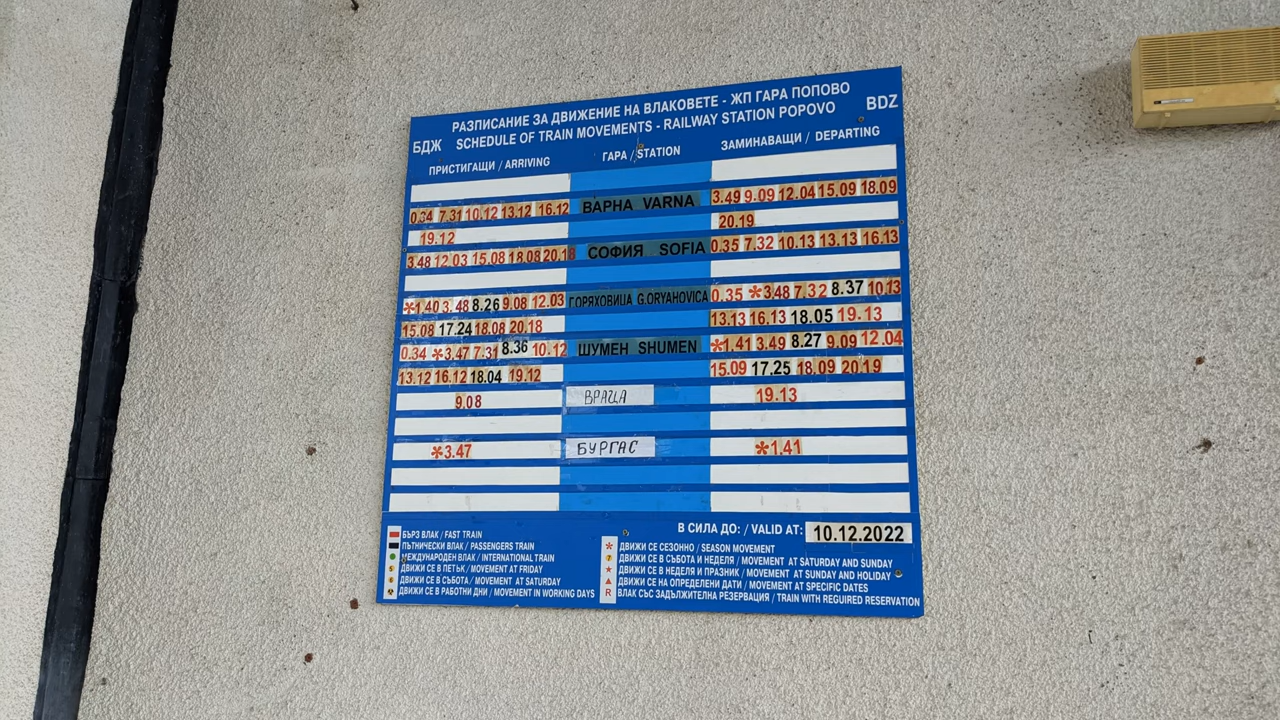 РАЗПИСАНИЕ ЗА ДВИЖЕНИЕ НА ВЛАКОВЕТЕ - ЖП ГАРА ПОПОВО
БДЖ SCHEDULE OF TRAIN MOVEMENTS - RAILWAY STATION POPOVO BDZ
ПРИСТИГАЩИ / ARRIVING ГАРА / STATION ЗАМИНАВАЩИ / DEPARTING
0.34 7.31 10.12 13.12 16.12 ВАРНА VARNA 3.49 9.09 12.04 15.09 18.09
19.12 20.19
3.48 12.03 15.08 18.08 20.18 СОФИЯ SOFIA 0.35 7.32 10.13 13.13 16.13
*1.40 3.48 8.26 9.08 12.03 Г.ОРЯХОВИЦА G.ORYAHOVICA 0.35 *3.48 7.32 8.37 10.13
15.08 17.24 18.08 20.18 13.13 16.13 18.05 19.13
0.34 *3.47 7.31 8.36 10.12 ШУМЕН SHUMEN *1.41 3.49 8.27 9.09 12.04
13.12 16.12 18.04 19.12 15.09 17.25 18.09 20.19
9.08 ВРАЦА 19.13
*3.47 БУРГАС *1.41
В СИЛА ДО: / VALID AT: 10.12.2022
БЪРЗ ВЛАК / FAST TRAIN
ПЪТНИЧЕСКИ ВЛАК / PASSENGERS TRAIN
МЕЖДУНАРОДЕН ВЛАК / INTERNATIONAL TRAIN
ДВИЖИ СЕ В ПЕТЪК / MOVEMENT AT FRIDAY
ДВИЖИ СЕ В СЪБОТА / MOVEMENT AT SATURDAY
ДВИЖИ СЕ В РАБОТНИ ДНИ / MOVEMENT IN WORKING DAYS
* ДВИЖИ СЕ СЕЗОННО / SEASON MOVEMENT
ДВИЖИ СЕ В СЪБОТА И НЕДЕЛЯ / MOVEMENT AT SATURDAY AND SUNDAY
ДВИЖИ СЕ В НЕДЕЛЯ И ПРАЗНИК / MOVEMENT AT SUNDAY AND HOLIDAY
ДВИЖИ СЕ НА ОПРЕДЕЛЕНИ ДАТИ / MOVEMENT AT SPECIFIC DATES
R ВЛАК СЪС ЗАДЪЛЖИТЕЛНА РЕЗЕРВАЦИЯ / TRAIN WITH REGUIRED RESERVATION